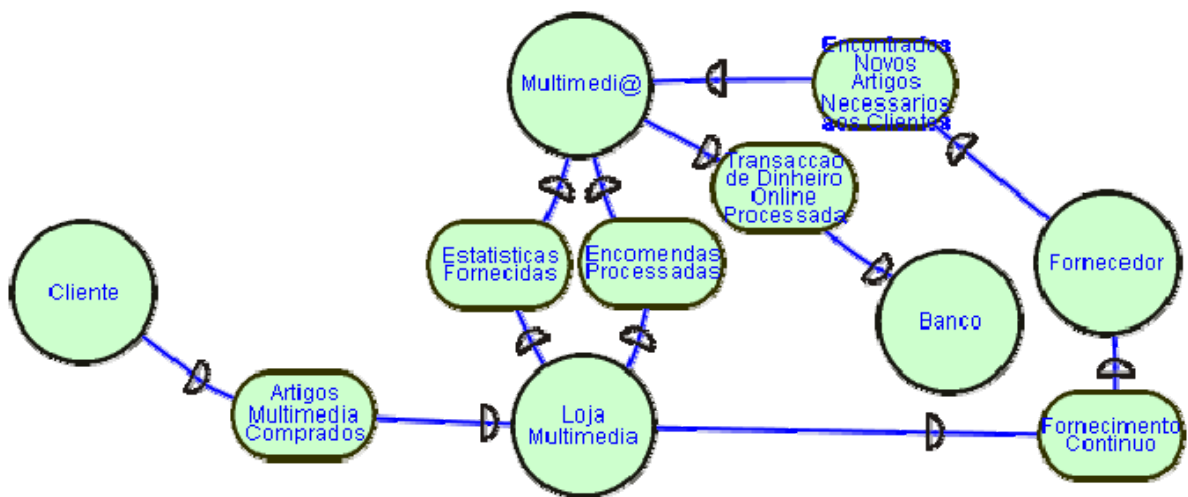 Encontrados
Novos
Artigos
Necessarios
aos Clientes
Multimedi@
Transaccao
de Dinheiro
Online
Processada
Estatisticas
Fornecidas
Encomendas
Processadas
Fornecedor
Cliente
Banco
Artigos
Multimedia
Comprados
Loja
Multimedia
Fornecimento
Continuo